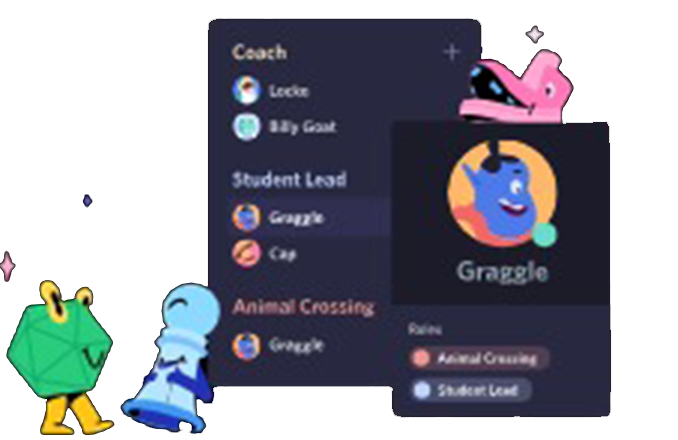 Coach
Locke
Billy Goat
Student Lead
Graggle
Cap
Animal Crossing
Graggle
Graggle
Roles
Animal Crossing
Student Lead